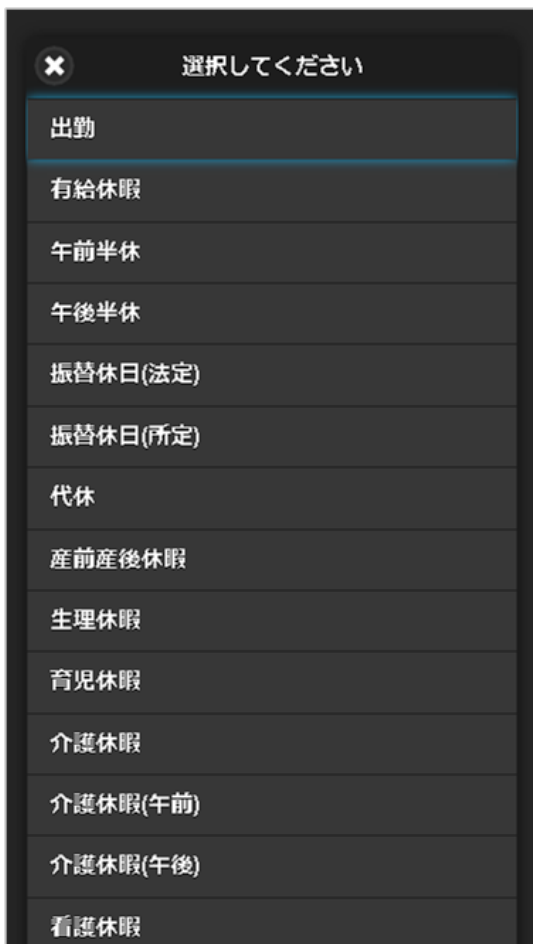 選択してください
出勤
有給休暇
午前半休
午後半休
振替休日(法定)
振替休日(所定)
代休
産前産後休暇
生理休暇
育児休暇
介護休暇
介護休暇(午前)
介護休暇(午後)
看護休暇